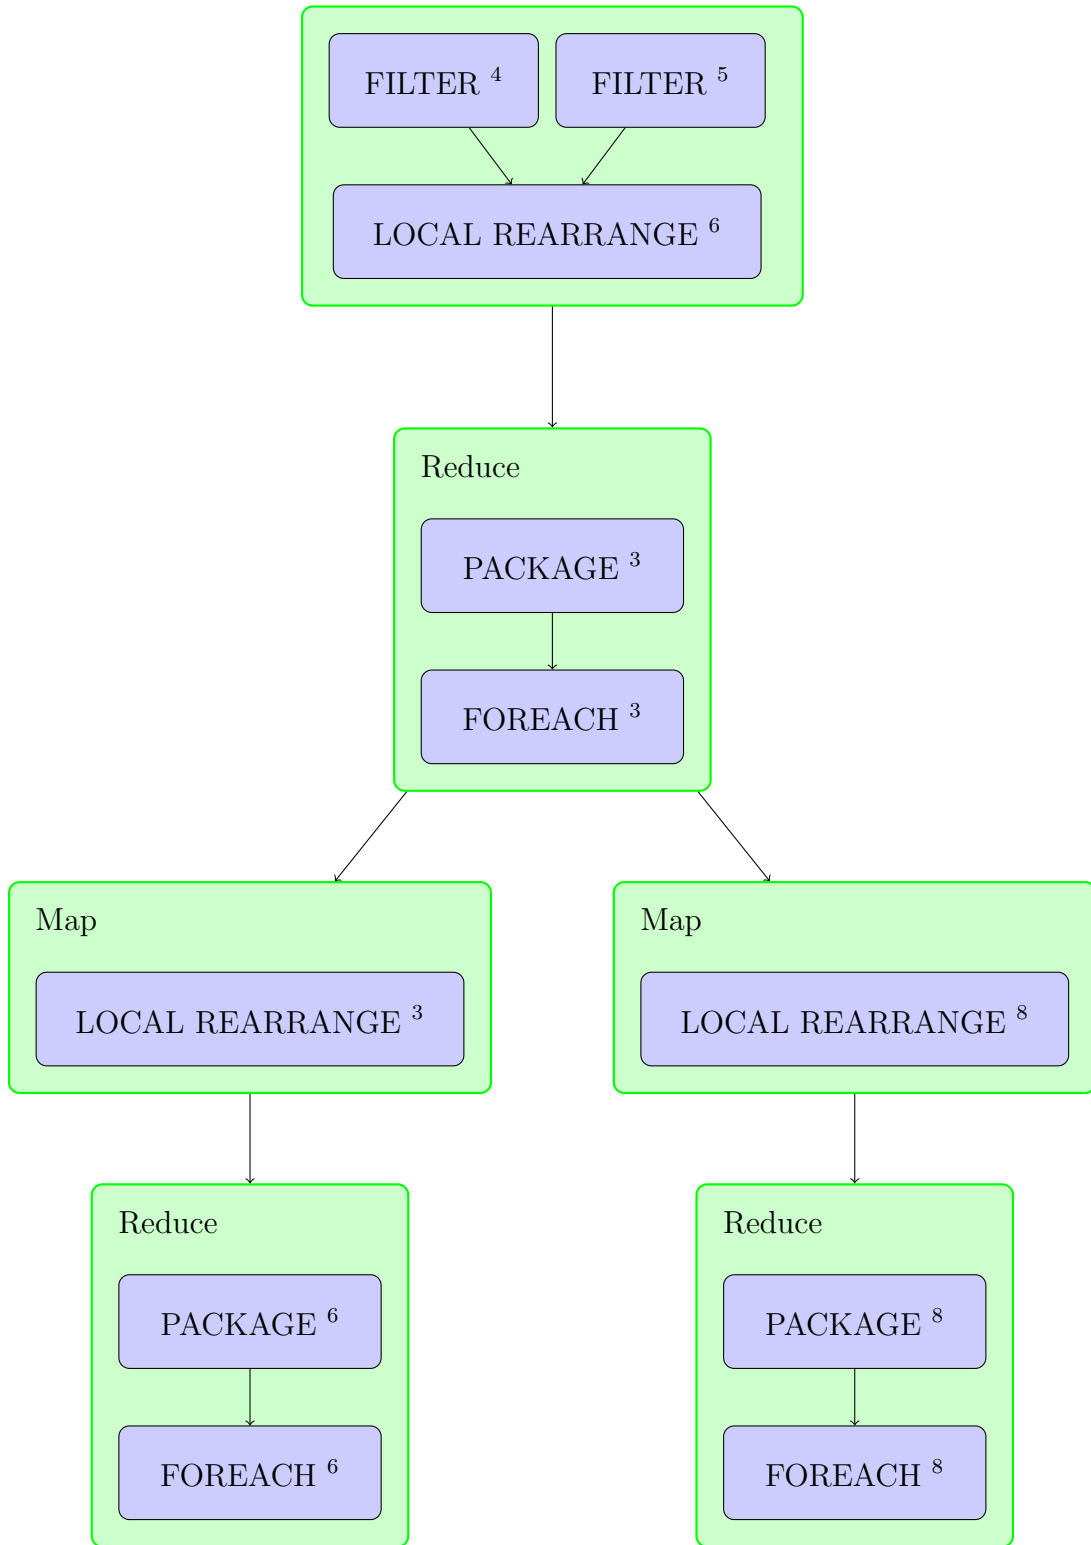 FILTER ⁴ FILTER ⁵
LOCAL REARRANGE ⁶
Reduce
PACKAGE ³
FOREACH ³
Map Map
LOCAL REARRANGE ³ LOCAL REARRANGE ⁸
Reduce Reduce
PACKAGE ⁶ PACKAGE ⁸
FOREACH ⁶ FOREACH ⁸